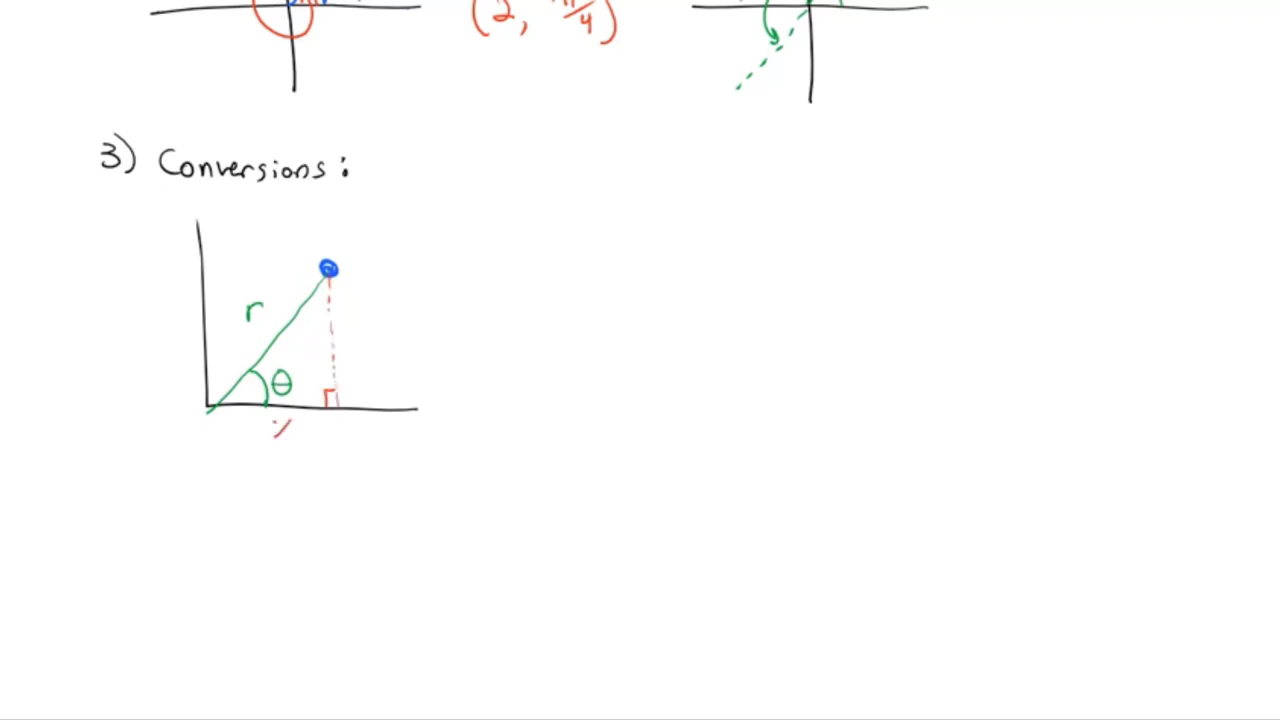 (2, π/4)
3) Conversions:
r
θ